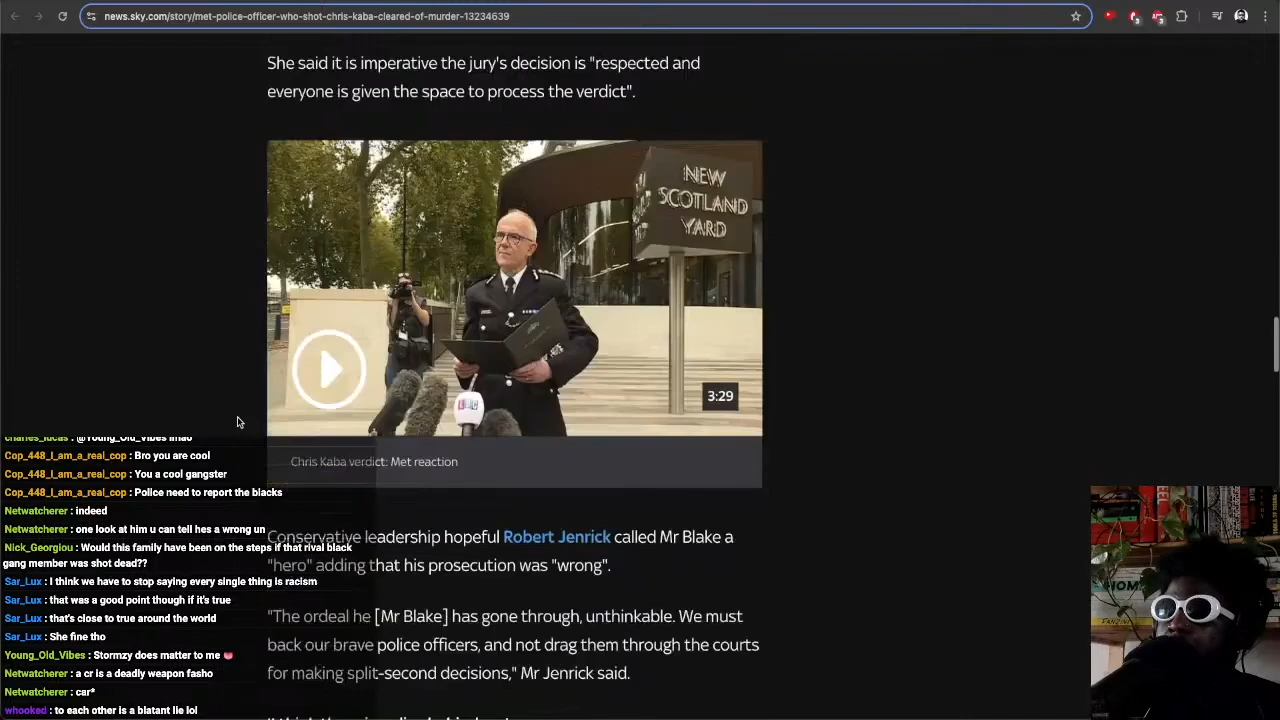 news.sky.com/story/met-police-officer-who-shot-chris-kaba-cleared-of-murder-13234639
She said it is imperative the jury's decision is "respected and
everyone is given the space to process the verdict".
NEW
SCOTLAND
YARD
LBC
3:29
Chris Kaba verdict: Met reaction
Conservative leadership hopeful Robert Jenrick called Mr Blake a
"hero" adding that his prosecution was "wrong".
"The ordeal he [Mr Blake] has gone through, unthinkable. We must
back our brave police officers, and not drag them through the courts
for making split-second decisions," Mr Jenrick said.
charles_lucas : @Young_Old_Vibes lmao
Cop_448_I_am_a_real_cop : Bro you are cool
Cop_448_I_am_a_real_cop : You a cool gangster
Cop_448_I_am_a_real_cop : Police need to report the blacks
Netwatcherer : indeed
Netwatcherer : one look at him u can tell hes a wrong un
Nick_Georgiou : Would this family have been on the steps if that rival black
gang member was shot dead??
Sar_Lux : I think we have to stop saying every single thing is racism
Sar_Lux : that was a good point though if it's true
Sar_Lux : that's close to true around the world
Sar_Lux : She fine tho
Young_Old_Vibes : Stormzy does matter to me 👅
Netwatcherer : a cr is a deadly weapon fasho
Netwatcherer : car*
whooked : to each other is a blatant lie lol